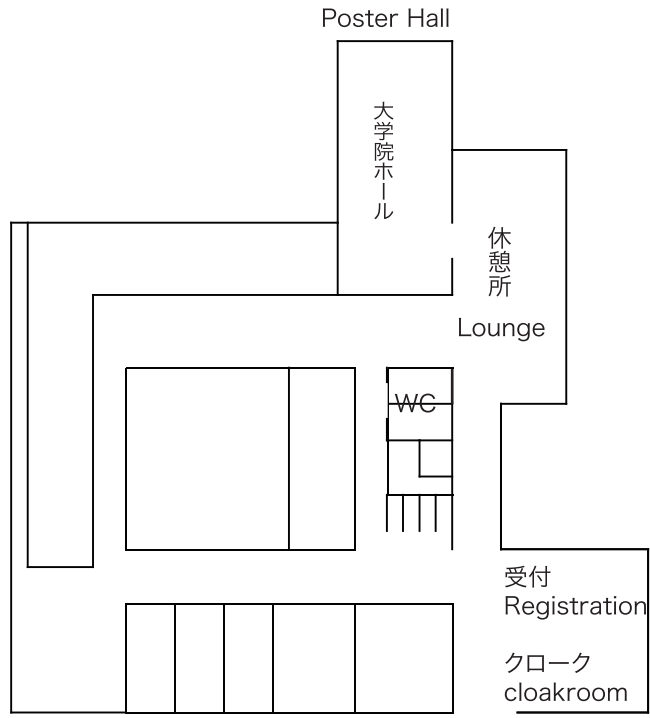 Poster Hall
大学院ホール
休憩所
Lounge
WC
受付
Registration
クローク
cloakroom